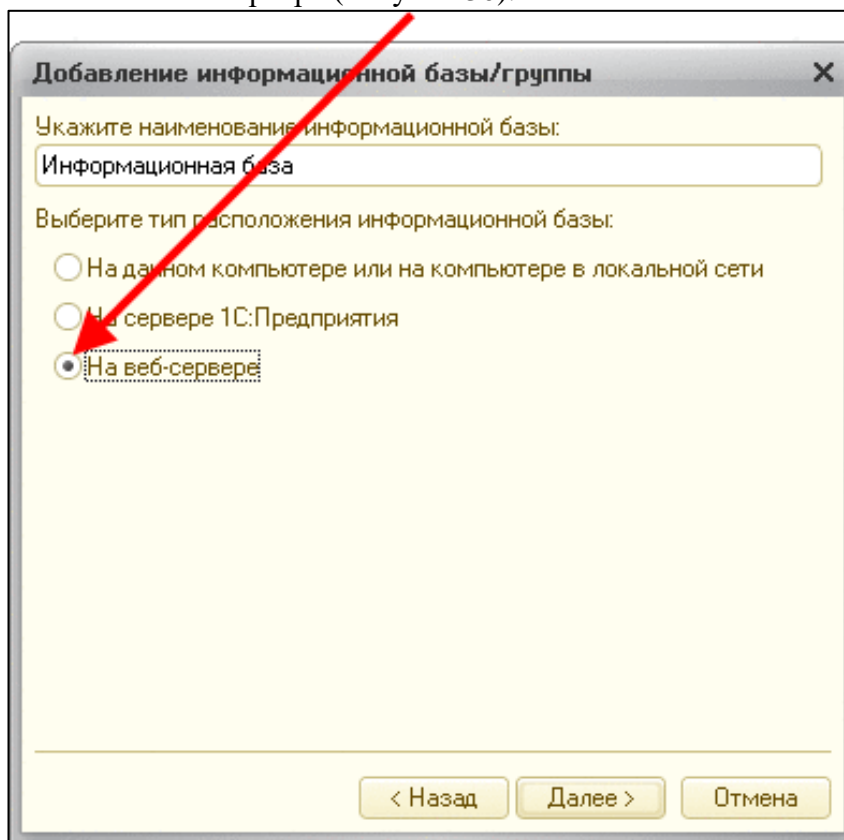 Добавление информационной базы/группы
Укажите наименование информационной базы:
Информационная база
Выберите тип расположения информационной базы:
На данном компьютере или на компьютере в локальной сети
На сервере 1С:Предприятия
На веб-сервере
< Назад Далее > Отмена